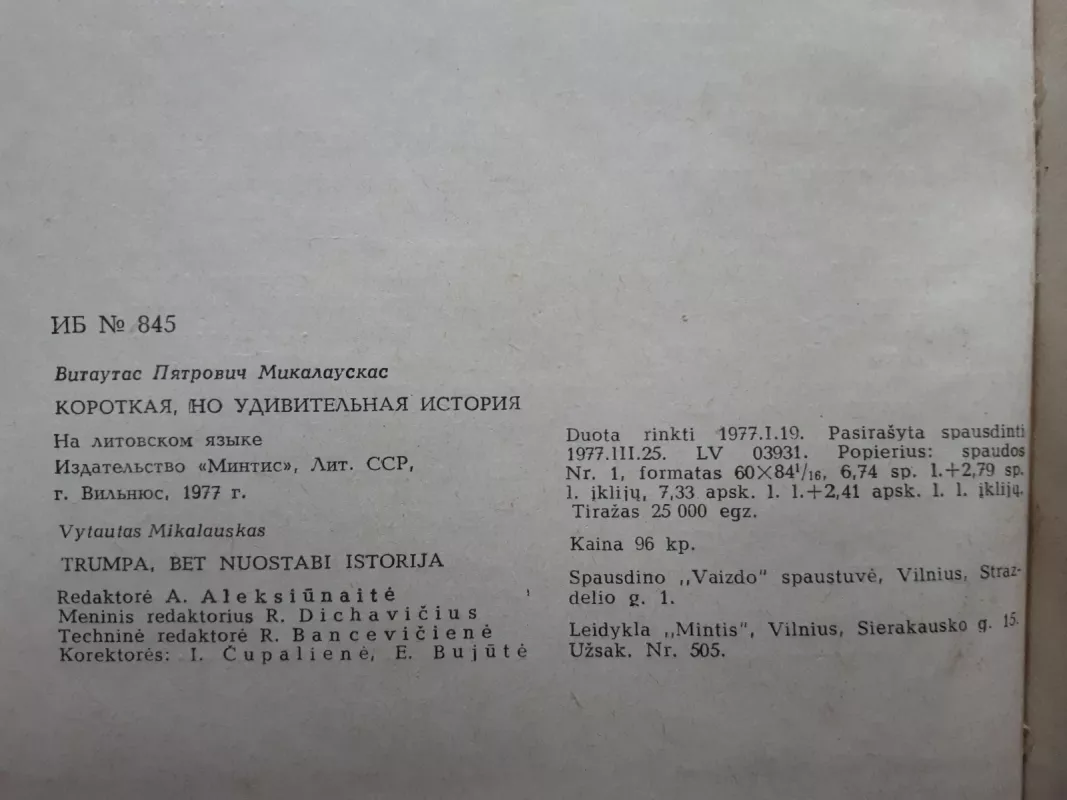 ИБ № 845
Витаутас Пятрович Микалаускас
КОРОТКАЯ, НО УДИВИТЕЛЬНАЯ ИСТОРИЯ
На литовском языке
Издательство «Минтис», Лит. ССР,
г. Вильнюс, 1977 г.
Vytautas Mikalauskas
TRUMPA, BET NUOSTABI ISTORIJA
Redaktorė A. Aleksiūnaitė
Meninis redaktorius R. Dichavičius
Techninė redaktorė R. Bancevičienė
Korektorės: I. Čupalienė, E. Bujūtė
Duota rinkti 1977.I.19. Pasirašyta spausdinti
1977.III.25. LV 03931. Popierius: spaudos
Nr. 1, formatas 60×84¹/₁₆, 6,74 sp. l.+2,79 sp.
l. įklijų, 7,33 apsk. l. l.+2,41 apsk. l. l. įklijų.
Tiražas 25 000 egz.
Kaina 96 kp.
Spausdino „Vaizdo" spaustuvė, Vilnius, Straz-
delio g. 1.
Leidykla „Mintis", Vilnius, Sierakausko g. 15.
Užsak. Nr. 505.